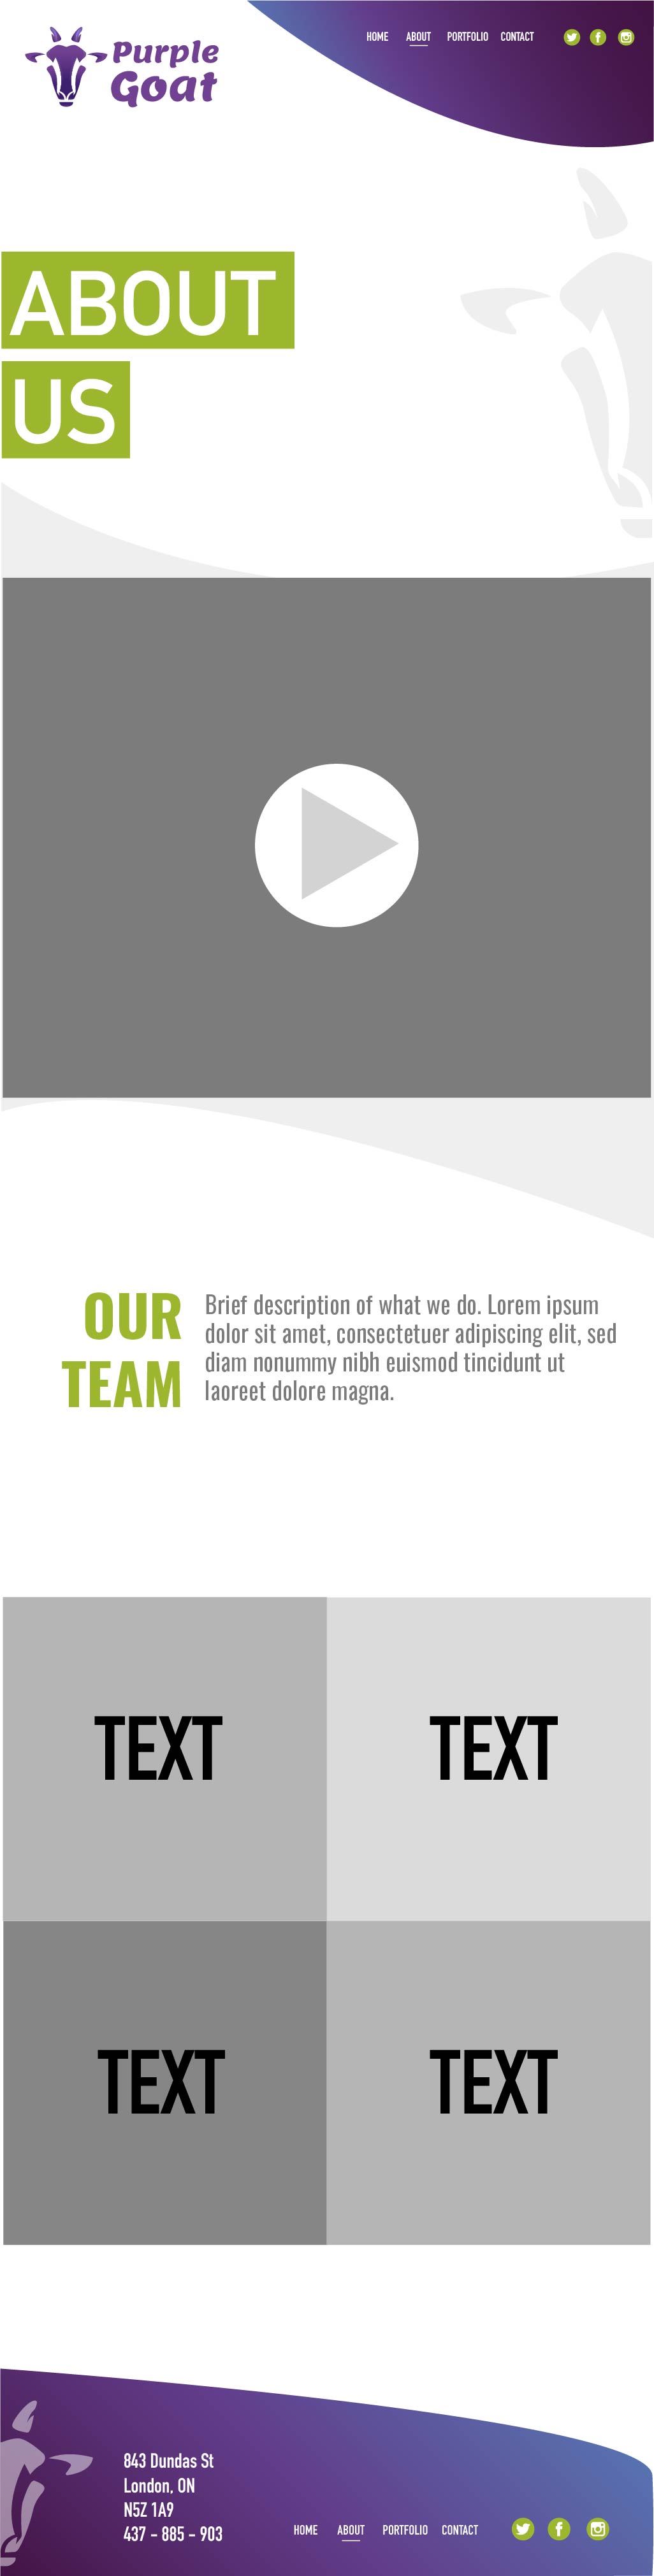 Purple
Goat
HOME ABOUT PORTFOLIO CONTACT
ABOUT
US
OUR
TEAM
Brief description of what we do. Lorem ipsum
dolor sit amet, consectetuer adipiscing elit, sed
diam nonummy nibh euismod tincidunt ut
laoreet dolore magna.
TEXT TEXT
TEXT TEXT
843 Dundas St
London, ON
N5Z 1A9
437 - 885 - 903
HOME ABOUT PORTFOLIO CONTACT